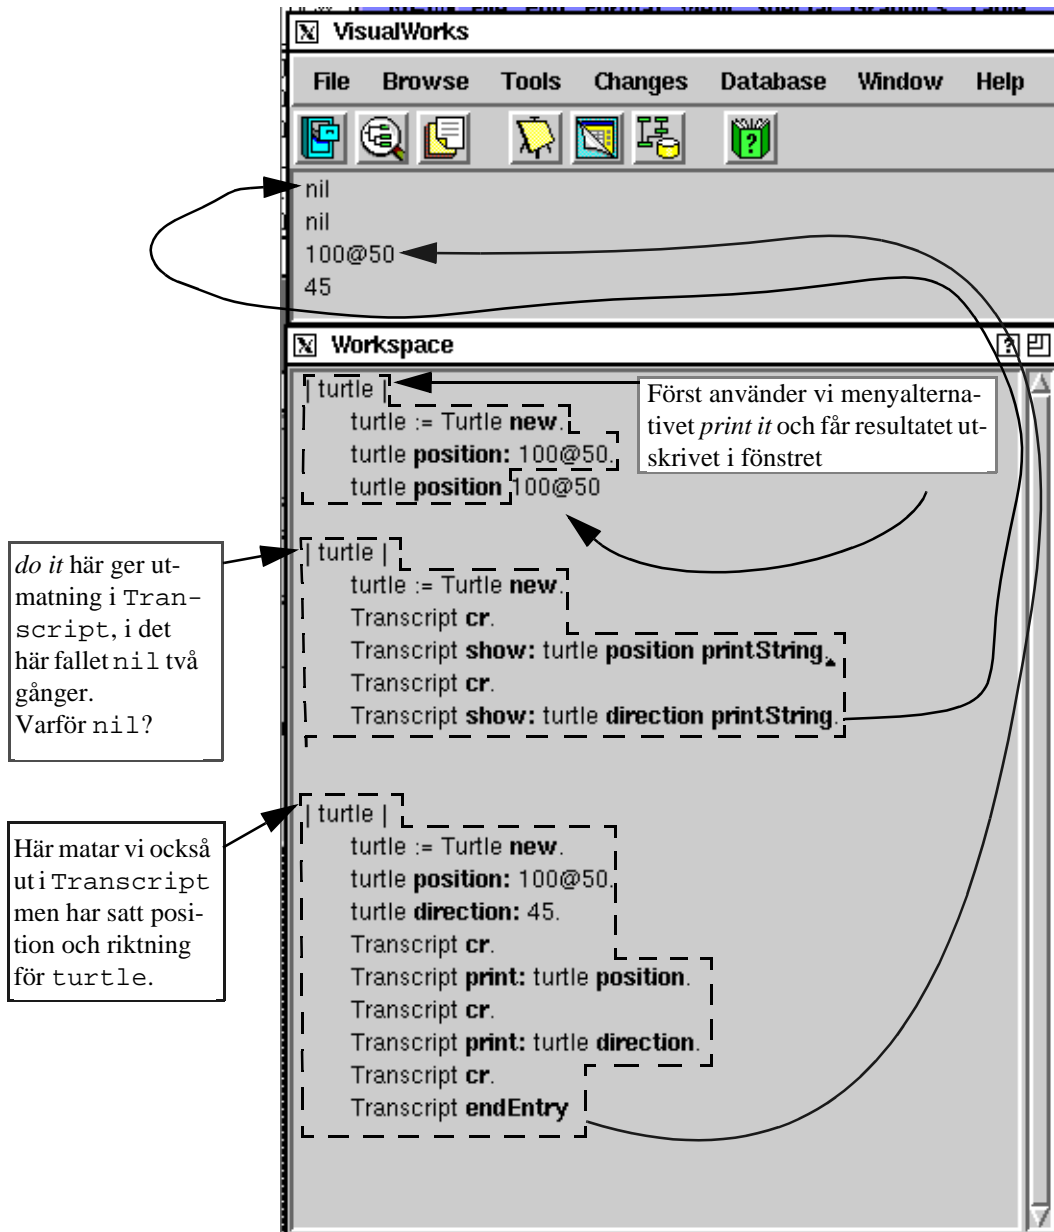 VisualWorks
File Browse Tools Changes Database Window Help
nil
nil
100@50
45
Workspace
| turtle |
turtle := Turtle new.
turtle position: 100@50.
turtle position 100@50
Först använder vi menyalterna-
tivet print it och får resultatet ut-
skrivet i fönstret
do it här ger ut-
matning i Tran-
script, i det
här fallet nil två
gånger.
Varför nil?
| turtle |
turtle := Turtle new.
Transcript cr.
Transcript show: turtle position printString.
Transcript cr.
Transcript show: turtle direction printString.
Här matar vi också
ut i Transcript
men har satt posi-
tion och riktning
för turtle.
| turtle |
turtle := Turtle new.
turtle position: 100@50.
turtle direction: 45.
Transcript cr.
Transcript print: turtle position.
Transcript cr.
Transcript print: turtle direction.
Transcript cr.
Transcript endEntry